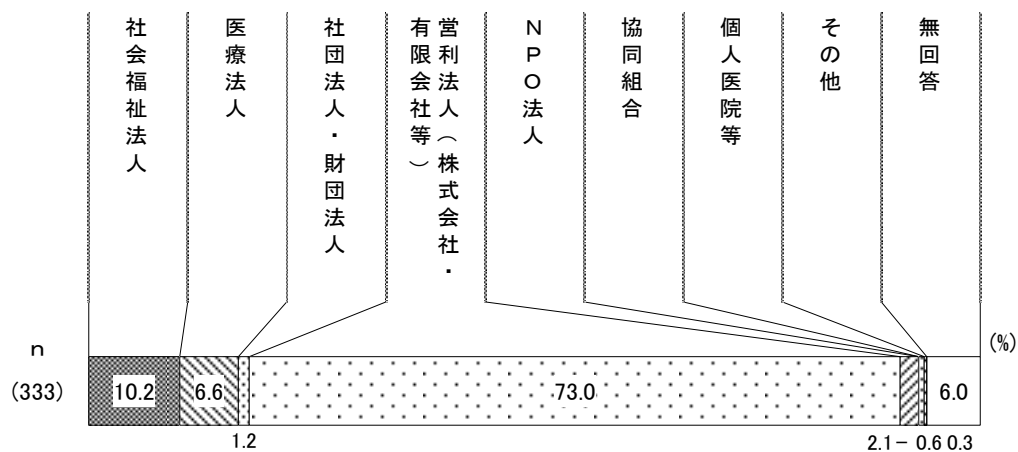 社会福祉法人
医療法人
社団法人・財団法人
営利法人（株式会社・
有限会社等）
ＮＰＯ法人
協同組合
個人医院等
その他
無回答
(%)
ｎ
(333)
10.2
6.6
1.2
73.0
2.1
－
0.6
0.3
6.0